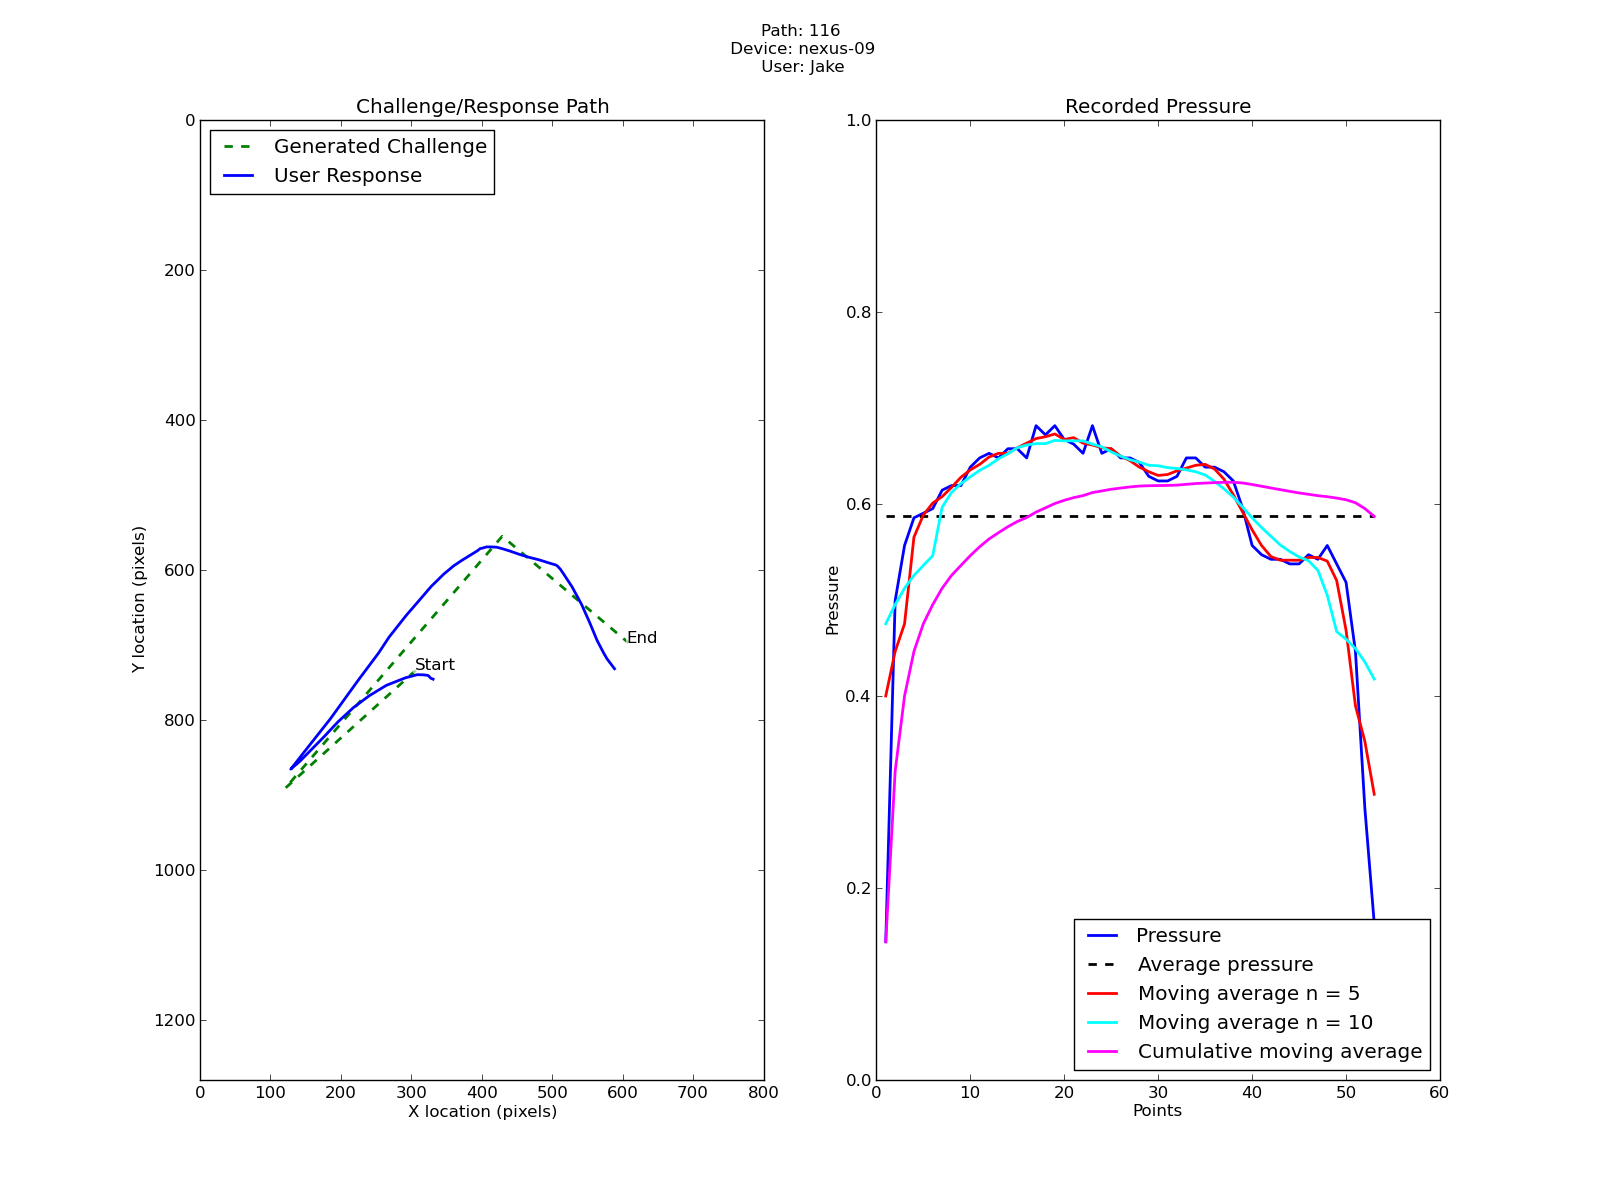 Path: 116
Device: nexus-09
User: Jake
Challenge/Response Path
Generated Challenge
User Response
0
200
400
600
800
1000
1200
Y location (pixels)
Start
End
0 100 200 300 400 500 600 700 800
X location (pixels)
Recorded Pressure
1.0
0.8
0.6
0.4
0.2
0.0
Pressure
Pressure
Average pressure
Moving average n = 5
Moving average n = 10
Cumulative moving average
0 10 20 30 40 50 60
Points